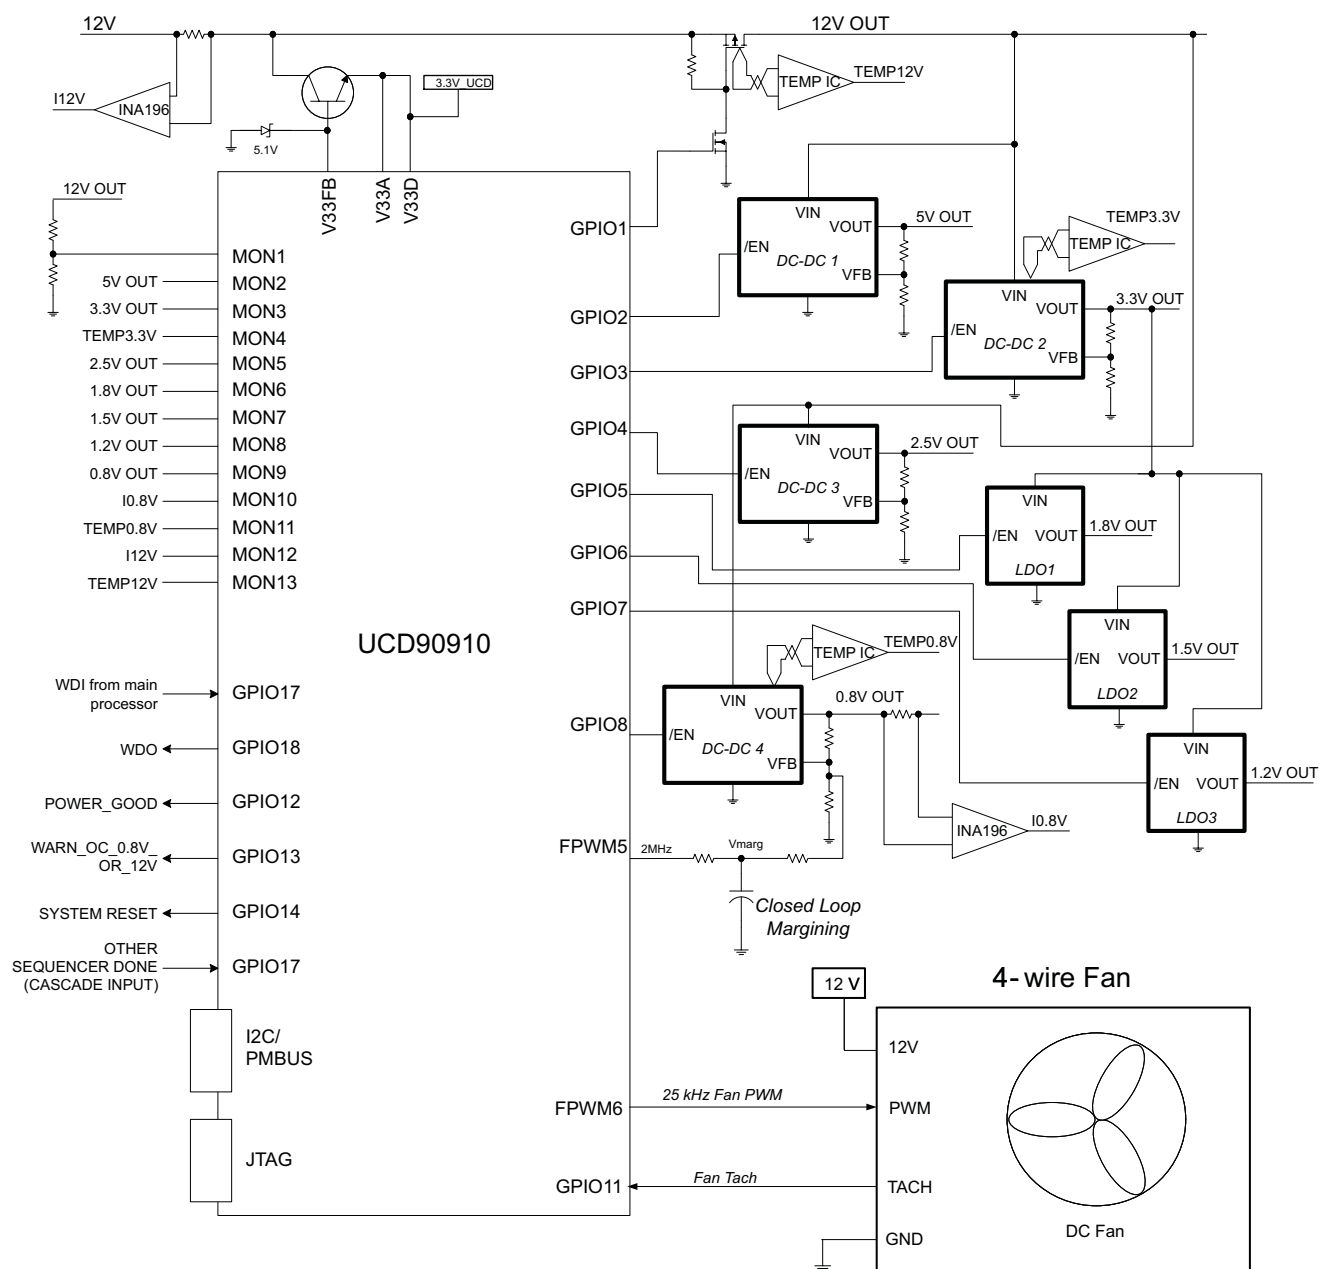 12V
12V OUT
I12V
INA196
3.3V_UCD
TEMP IC
TEMP12V
5.1V
V33FB
V33A
V33D
12V OUT
MON1
5V OUT
MON2
3.3V OUT
MON3
TEMP3.3V
MON4
2.5V OUT
MON5
1.8V OUT
MON6
1.5V OUT
MON7
1.2V OUT
MON8
0.8V OUT
MON9
I0.8V
MON10
TEMP0.8V
MON11
I12V
MON12
TEMP12V
MON13
UCD90910
WDI from main
processor
GPIO17
WDO
GPIO18
POWER_GOOD
GPIO12
WARN_OC_0.8V_
OR_12V
GPIO13
SYSTEM RESET
GPIO14
OTHER
SEQUENCER DONE
(CASCADE INPUT)
GPIO17
I2C/
PMBUS
JTAG
GPIO1
GPIO2
GPIO3
GPIO4
GPIO5
GPIO6
GPIO7
GPIO8
FPWM5
FPWM6
GPIO11
VIN
VOUT
/EN
DC-DC 1
VFB
5V OUT
TEMP IC
TEMP3.3V
VIN
VOUT
/EN
DC-DC 2
VFB
3.3V OUT
VIN
VOUT
/EN
DC-DC 3
VFB
2.5V OUT
VIN
/EN
VOUT
LDO1
1.8V OUT
VIN
/EN
VOUT
LDO2
1.5V OUT
VIN
/EN
VOUT
LDO3
1.2V OUT
TEMP IC
TEMP0.8V
VIN
VOUT
/EN
DC-DC 4
VFB
0.8V OUT
INA196
I0.8V
2MHz
Vmarg
Closed Loop
Margining
12 V
4-wire Fan
12V
25 kHz Fan PWM
PWM
Fan Tach
TACH
GND
DC Fan